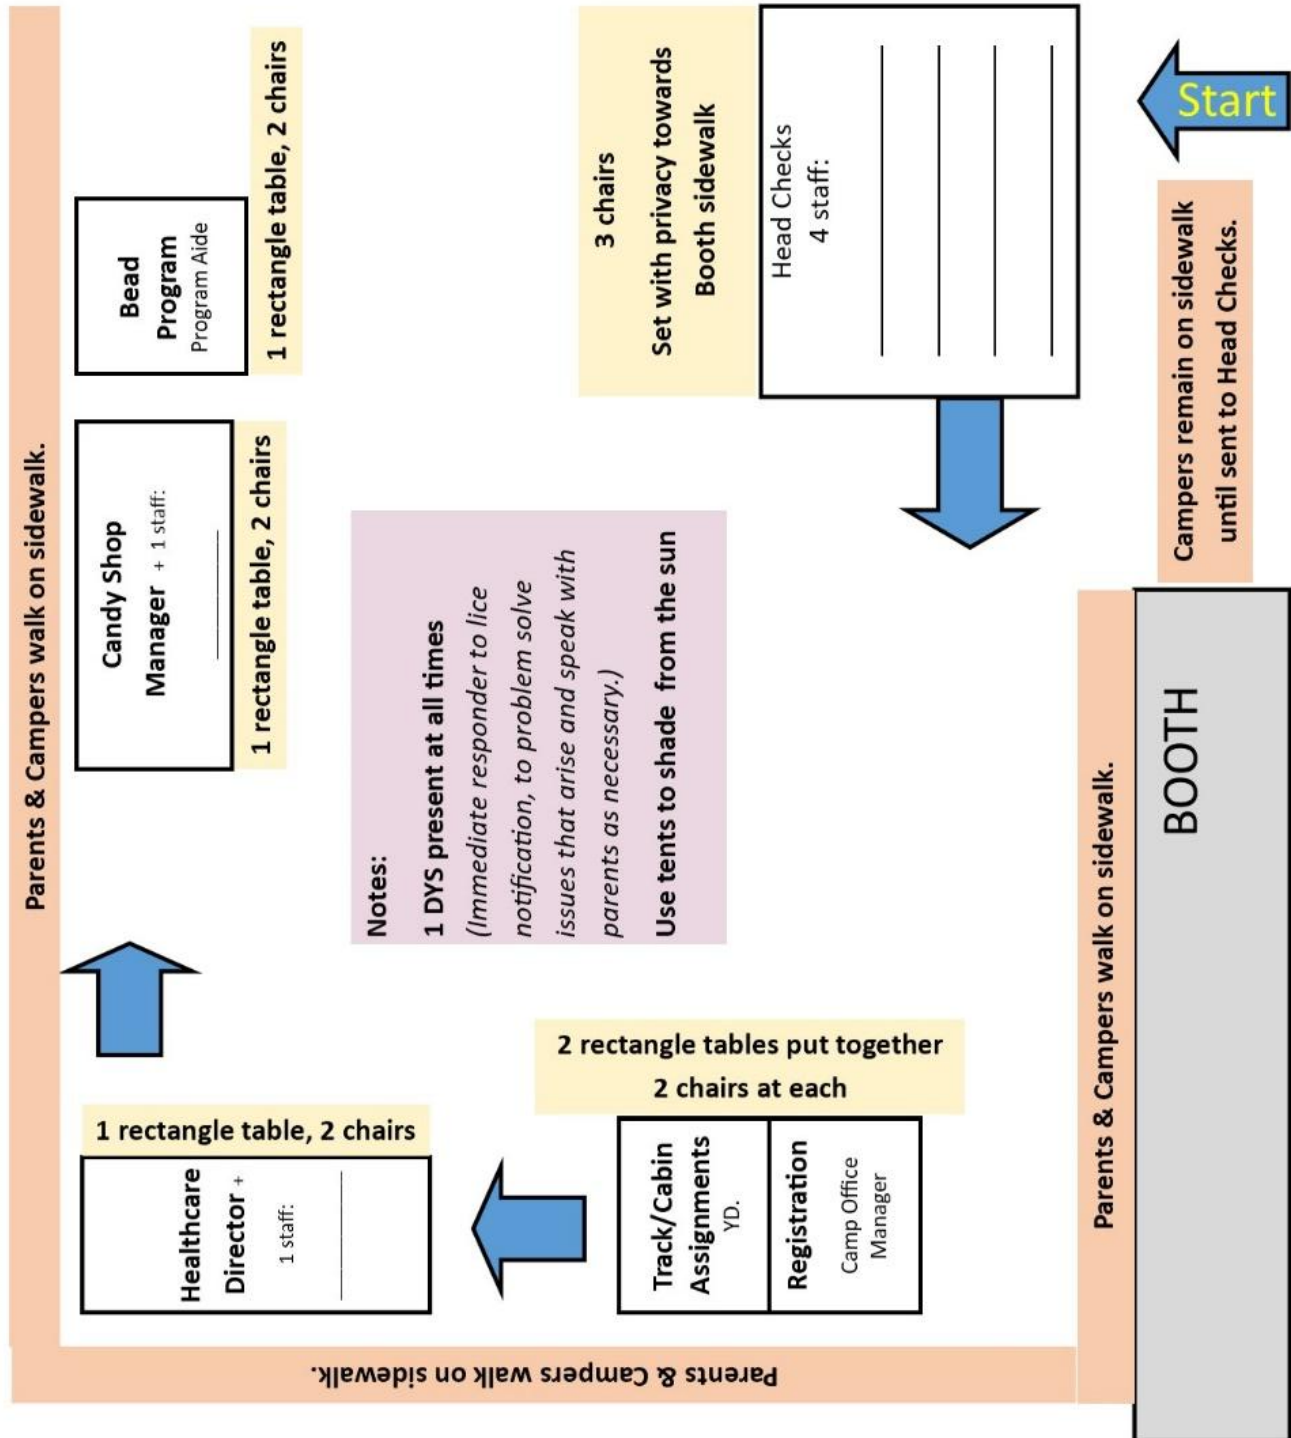 Start
Campers remain on sidewalk
until sent to Head Checks.
3 chairs
Set with privacy towards
Booth sidewalk
Head Checks
4 staff:
BOOTH
Parents & Campers walk on sidewalk.
2 rectangle tables put together
2 chairs at each
Registration
Camp Office
Manager
Track/Cabin
Assignments
YD.
Parents & Campers walk on sidewalk.
1 rectangle table, 2 chairs
Healthcare
Director +
1 staff:
Parents & Campers walk on sidewalk.
Candy Shop
Manager + 1 staff:
1 rectangle table, 2 chairs
Bead
Program
Program Aide
1 rectangle table, 2 chairs
Notes:
1 DYS present at all times
(Immediate responder to lice
notification, to problem solve
issues that arise and speak with
parents as necessary.)
Use tents to shade from the sun